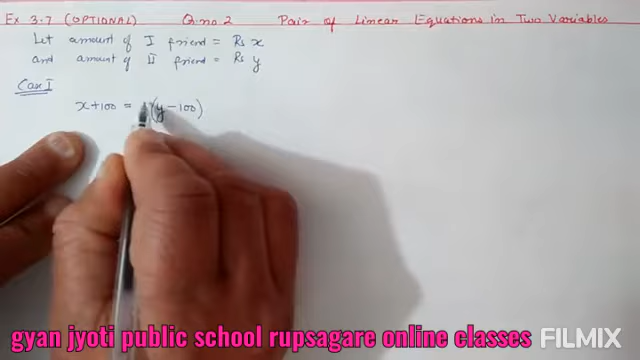 Ex 3.7 (OPTIONAL) Q.no 2 Pair of Linear Equations in Two Variables
Let amount of I friend = Rs x
and amount of II friend = Rs y
Case I
x+100 = (y-100)
gyan jyoti public school rupsagare online classes
FILMIX